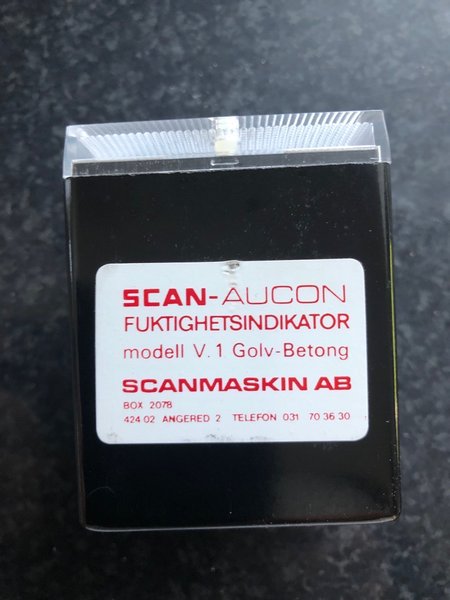 SCAN-AUCON
FUKTIGHETSINDIKATOR
modell V.1 Golv-Betong
SCANMASKIN AB
BOX 2078
424 02 ANGERED 2 TELEFON 031 70 36 30